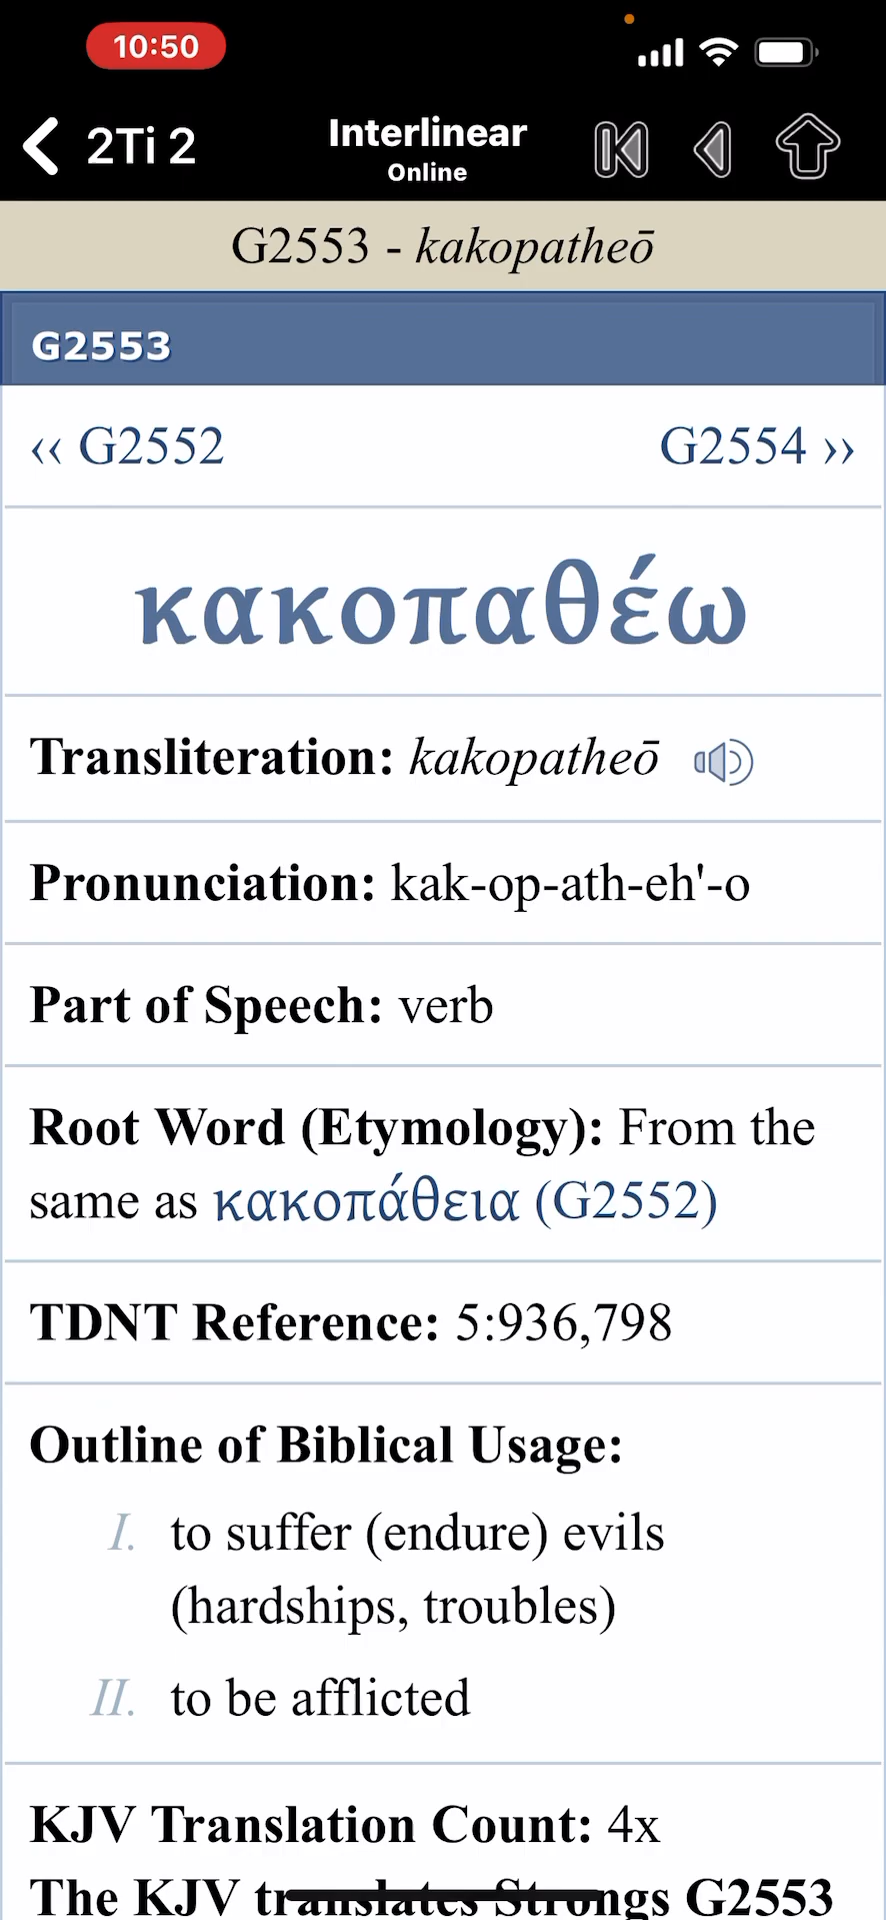 10:50
2Ti 2
Interlinear
Online
G2553 - kakopatheō
G2553
‹‹ G2552
G2554 ››
κακοπαθέω
Transliteration: kakopatheō
Pronunciation: kak-op-ath-eh'-o
Part of Speech: verb
Root Word (Etymology): From the
same as κακοπάθεια (G2552)
TDNT Reference: 5:936,798
Outline of Biblical Usage:
I. to suffer (endure) evils
(hardships, troubles)
II. to be afflicted
KJV Translation Count: 4x
The KJV translates Strongs G2553